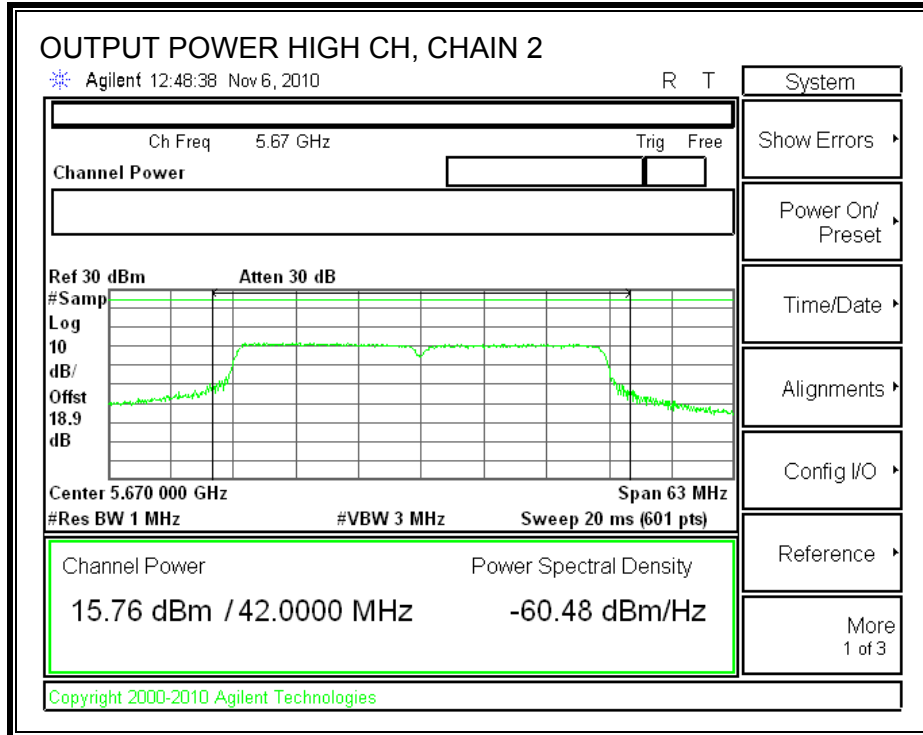 OUTPUT POWER HIGH CH, CHAIN 2
Agilent 12:48:38 Nov 6, 2010 R T
System
Ch Freq 5.67 GHz Trig Free
Show Errors
Channel Power
Power On/
Preset
Ref 30 dBm Atten 30 dB
#Samp
Log
10
dB/
Offst
18.9
dB
Time/Date
Alignments
Config I/O
Center 5.670 000 GHz Span 63 MHz
#Res BW 1 MHz #VBW 3 MHz Sweep 20 ms (601 pts)
Channel Power Power Spectral Density
15.76 dBm / 42.0000 MHz -60.48 dBm/Hz
Reference
More
1 of 3
Copyright 2000-2010 Agilent Technologies